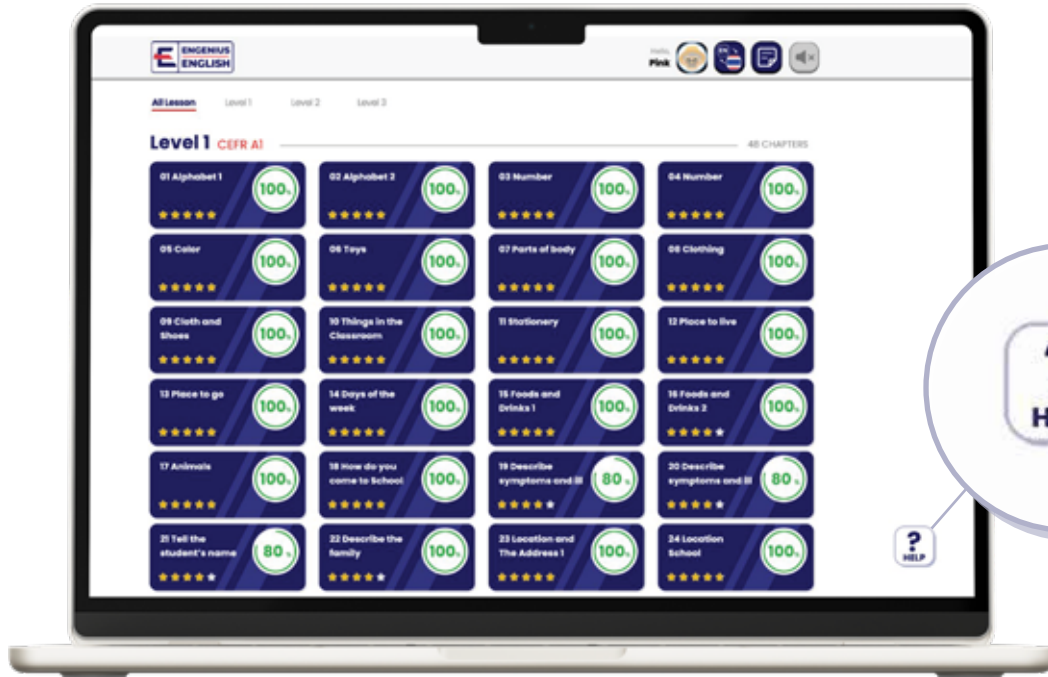 ENGENIUS
ENGLISH
Hello,
Pink
EN
All Lesson Level 1 Level 2 Level 3
Level 1 CEFR A1 48 CHAPTERS
01 Alphabet 1 100%
02 Alphabet 2 100%
03 Number 100%
04 Number 100%
05 Color 100%
06 Toys 100%
07 Parts of body 100%
08 Clothing 100%
09 Cloth and
Shoes 100%
10 Things in the
Classroom 100%
11 Stationery 100%
12 Place to live 100%
13 Place to go 100%
14 Days of the
week 100%
15 Foods and
Drinks 1 100%
16 Foods and
Drinks 2 100%
17 Animals 100%
18 How do you
come to School 100%
19 Describe
symptoms and ill 80%
20 Describe
symptoms and ill 80%
21 Tell the
student's name 80%
22 Describe the
family 100%
23 Location and
The Address 1 100%
24 Location
School 100%
?
HELP
H